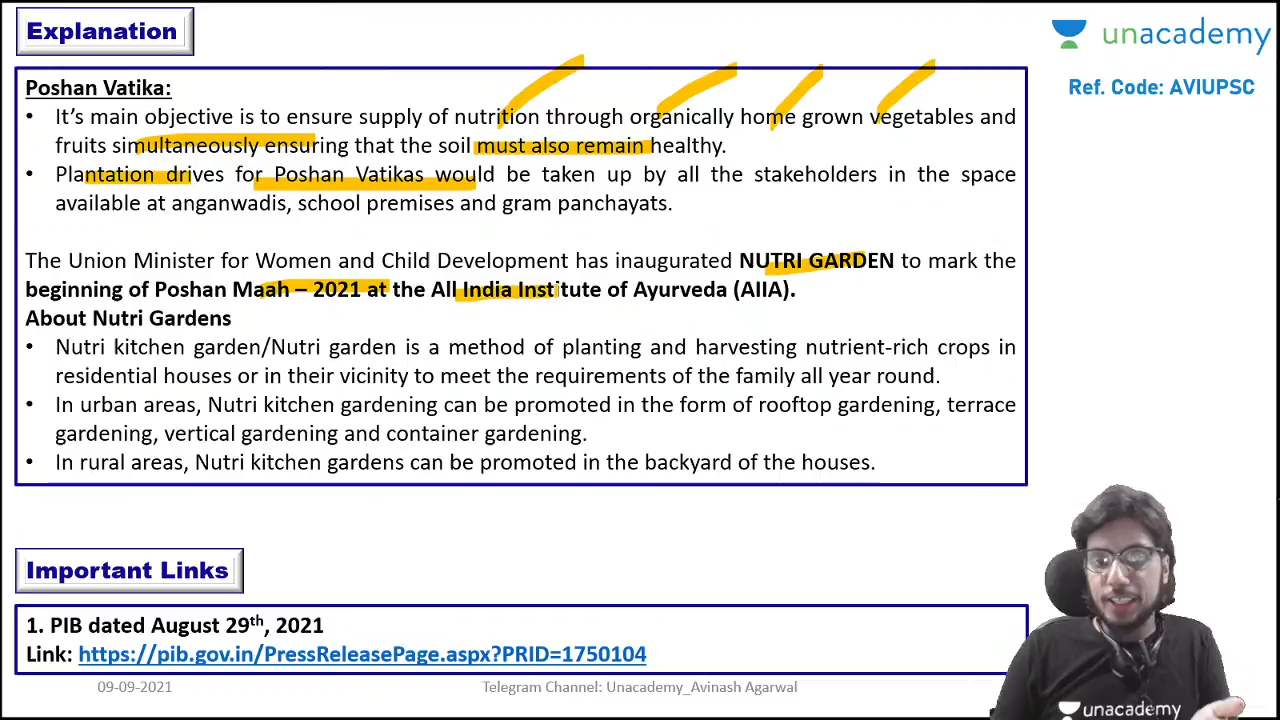 Explanation
unacademy
Ref. Code: AVIUPSC
Poshan Vatika:
• It's main objective is to ensure supply of nutrition through organically home grown vegetables and
fruits simultaneously ensuring that the soil must also remain healthy.
• Plantation drives for Poshan Vatikas would be taken up by all the stakeholders in the space
available at anganwadis, school premises and gram panchayats.
The Union Minister for Women and Child Development has inaugurated NUTRI GARDEN to mark the
beginning of Poshan Maah – 2021 at the All India Institute of Ayurveda (AIIA).
About Nutri Gardens
• Nutri kitchen garden/Nutri garden is a method of planting and harvesting nutrient-rich crops in
residential houses or in their vicinity to meet the requirements of the family all year round.
• In urban areas, Nutri kitchen gardening can be promoted in the form of rooftop gardening, terrace
gardening, vertical gardening and container gardening.
• In rural areas, Nutri kitchen gardens can be promoted in the backyard of the houses.
Important Links
1. PIB dated August 29th, 2021
Link: https://pib.gov.in/PressReleasePage.aspx?PRID=1750104
09-09-2021
Telegram Channel: Unacademy_Avinash Agarwal
unacademy